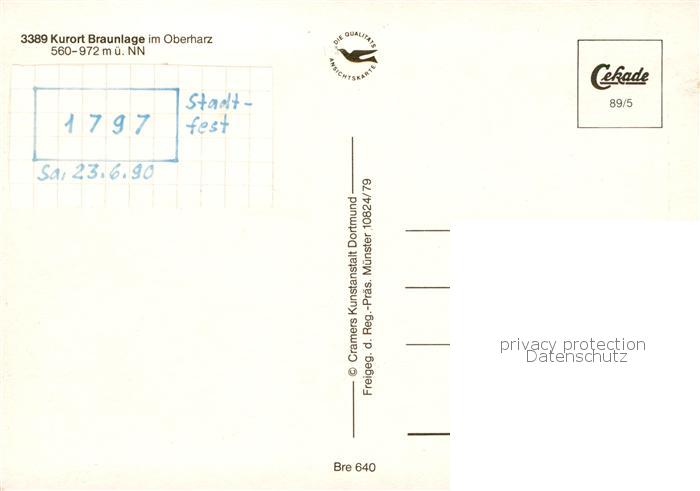 3389 Kurort Braunlage im Oberharz
560–972 m ü. NN
1797
Stadt-
fest
Sa, 23.6.90
DIE QUALITÄTS
ANSICHTSKARTE
Cekade
89/5
© Cramers Kunstanstalt Dortmund
Freigeg. d. Reg.-Präs. Münster 10824/79
Bre 640
privacy protection
Datenschutz